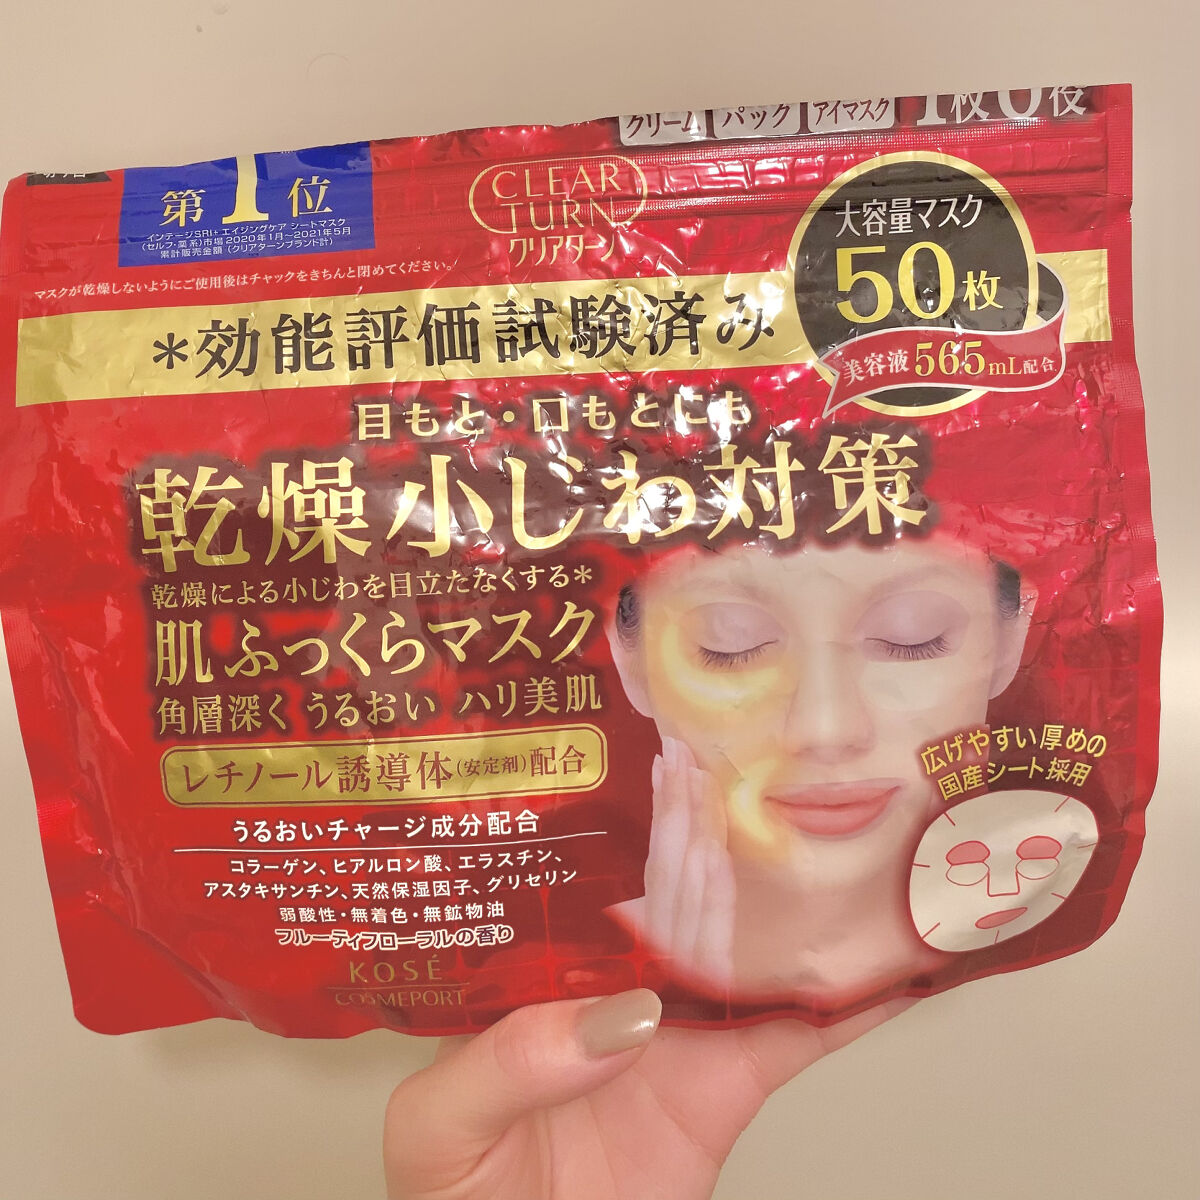 クリーム パック アイマスク 1枚6役
第1位
インテージSRI+ エイジングケア シートマスク
(セルフ・薬系)市場 2020年1月〜2021年5月
累計販売金額 (クリアターンブランド計)
CLEAR
TURN
クリアターン
大容量マスク
50枚
美容液565mL配合
マスクが乾燥しないようにご使用後はチャックをきちんと閉めてください。
*効能評価試験済み
目もと・口もとにも
乾燥小じわ対策
乾燥による小じわを目立たなくする*
肌ふっくらマスク
角層深く うるおい ハリ美肌
レチノール誘導体(安定剤)配合
うるおいチャージ成分配合
コラーゲン、ヒアルロン酸、エラスチン、
アスタキサンチン、天然保湿因子、グリセリン
弱酸性・無着色・無鉱物油
フルーティフローラルの香り
KOSÉ
COSMEPORT
広げやすい厚めの
国産シート採用